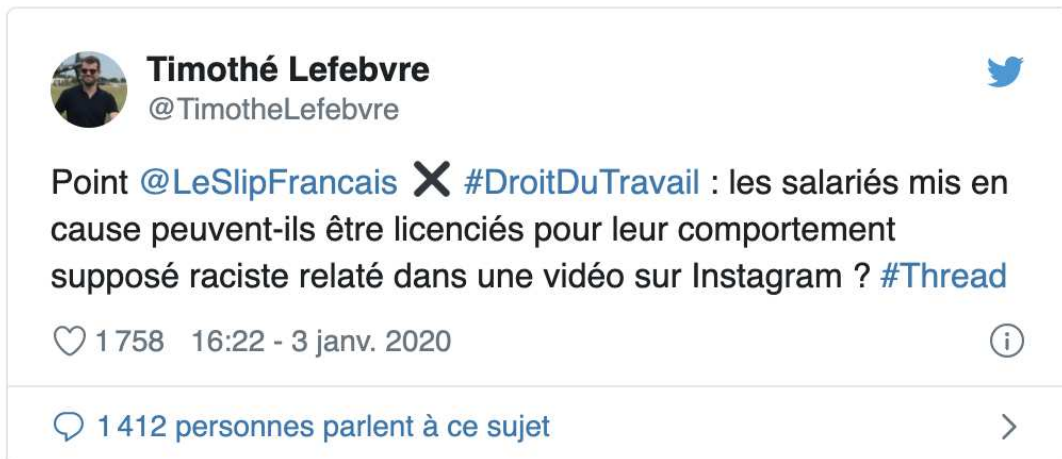 Timothé Lefebvre
@TimotheLefebvre
Point @LeSlipFrancais ✖ #DroitDuTravail : les salariés mis en
cause peuvent-ils être licenciés pour leur comportement
supposé raciste relaté dans une vidéo sur Instagram ? #Thread
1 758 16:22 - 3 janv. 2020
1 412 personnes parlent à ce sujet